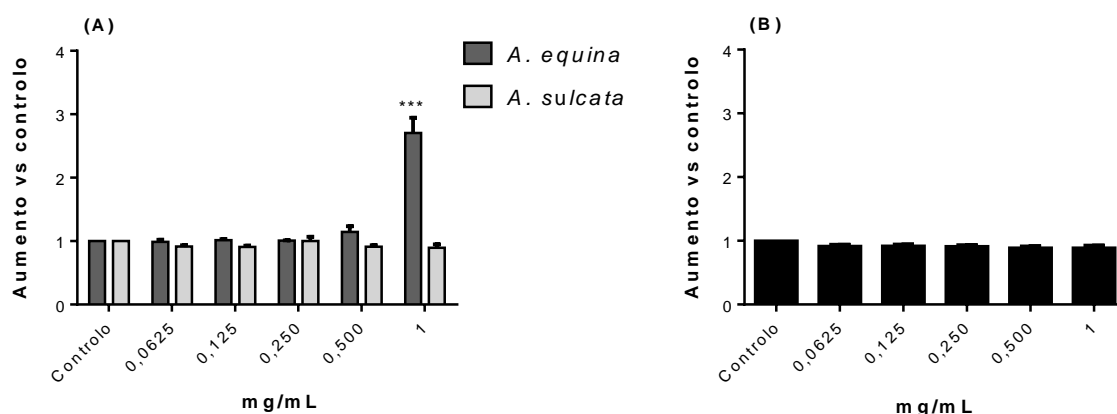 (A)
Aumento vs controlo
4
3
2
1
0
***
Controlo
0,0625
0,125
0,250
0,500
1
mg/mL
A. equina
A. sulcata
(B)
Aumento vs controlo
4
3
2
1
0
Controlo
0,0625
0,125
0,250
0,500
1
mg/mL